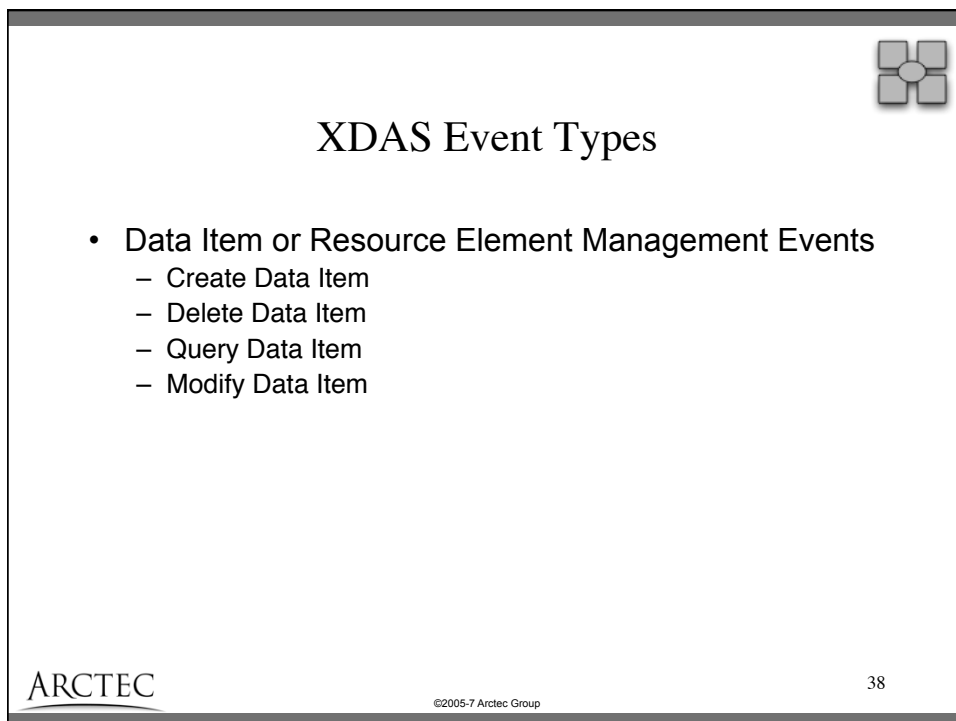 XDAS Event Types
• Data Item or Resource Element Management Events
– Create Data Item
– Delete Data Item
– Query Data Item
– Modify Data Item
ARCTEC
©2005-7 Arctec Group
38